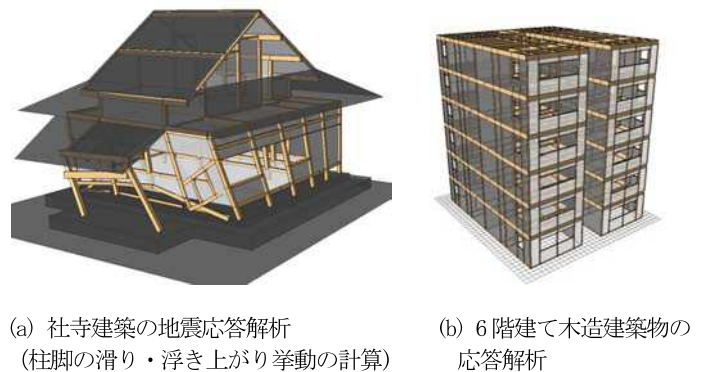 (a) 社寺建築の地震応答解析
(柱脚の滑り・浮き上がり挙動の計算)
(b) 6階建て木造建築物の
応答解析